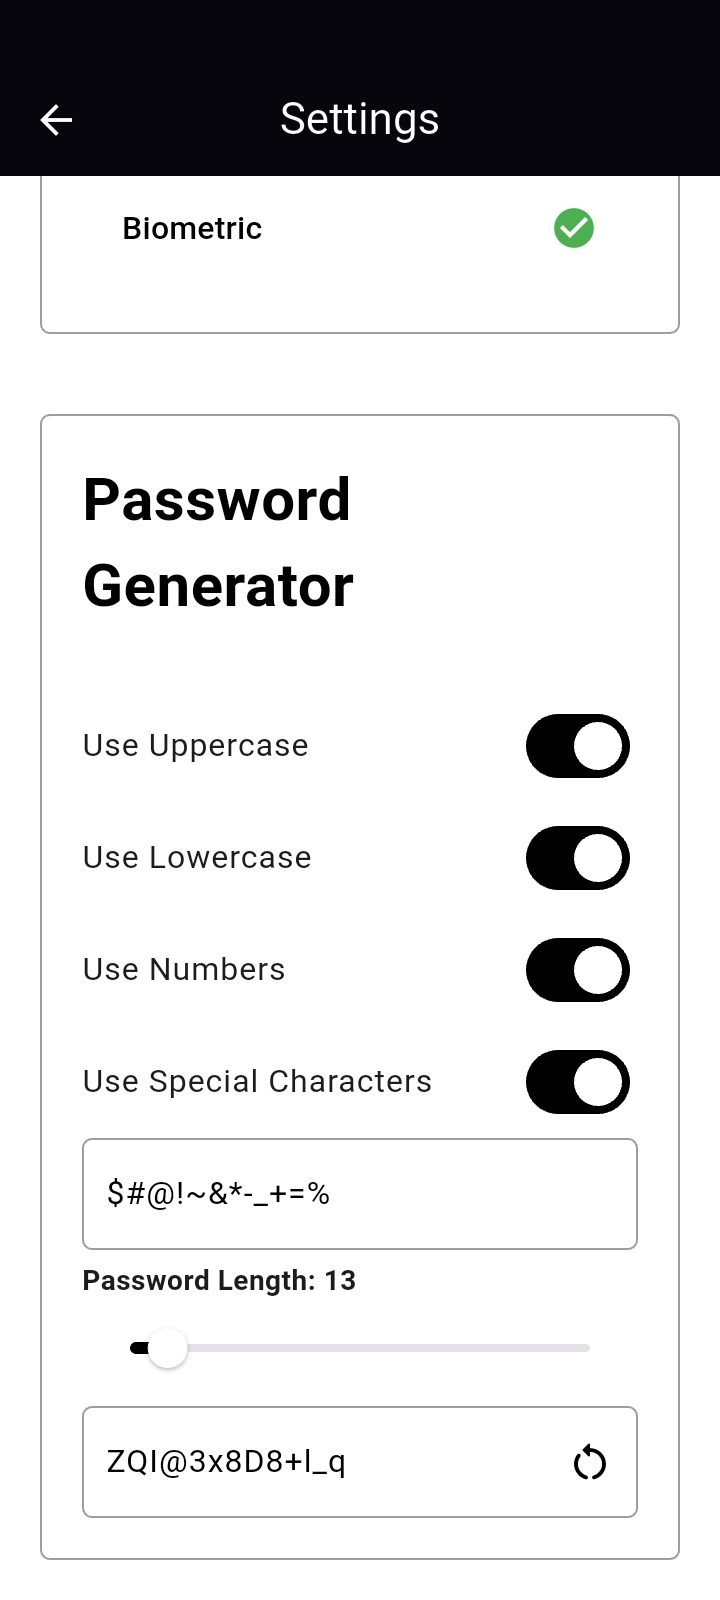 Settings
Biometric
Password
Generator
Use Uppercase
Use Lowercase
Use Numbers
Use Special Characters
$#@!~&*-_+=%
Password Length: 13
ZQI@3x8D8+l_q